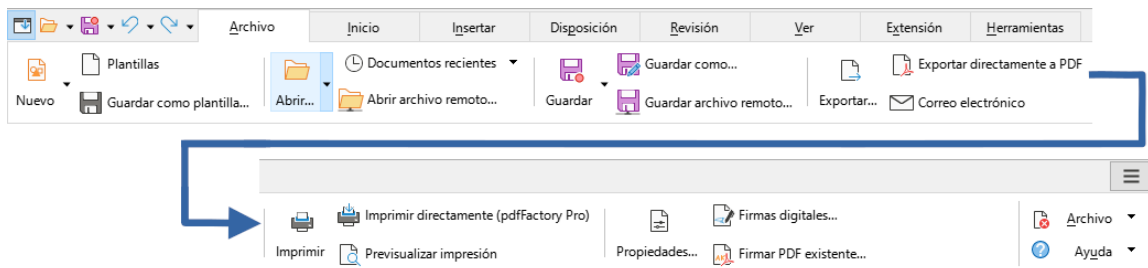 Archivo Inicio Insertar Disposición Revisión Ver Extensión Herramientas
Plantillas Documentos recientes Guardar como... Exportar directamente a PDF
Nuevo Guardar como plantilla... Abrir... Abrir archivo remoto... Guardar Guardar archivo remoto... Exportar... Correo electrónico
Imprimir directamente (pdfFactory Pro) Firmas digitales... Archivo
Imprimir Previsualizar impresión Propiedades... Firmar PDF existente... Ayuda